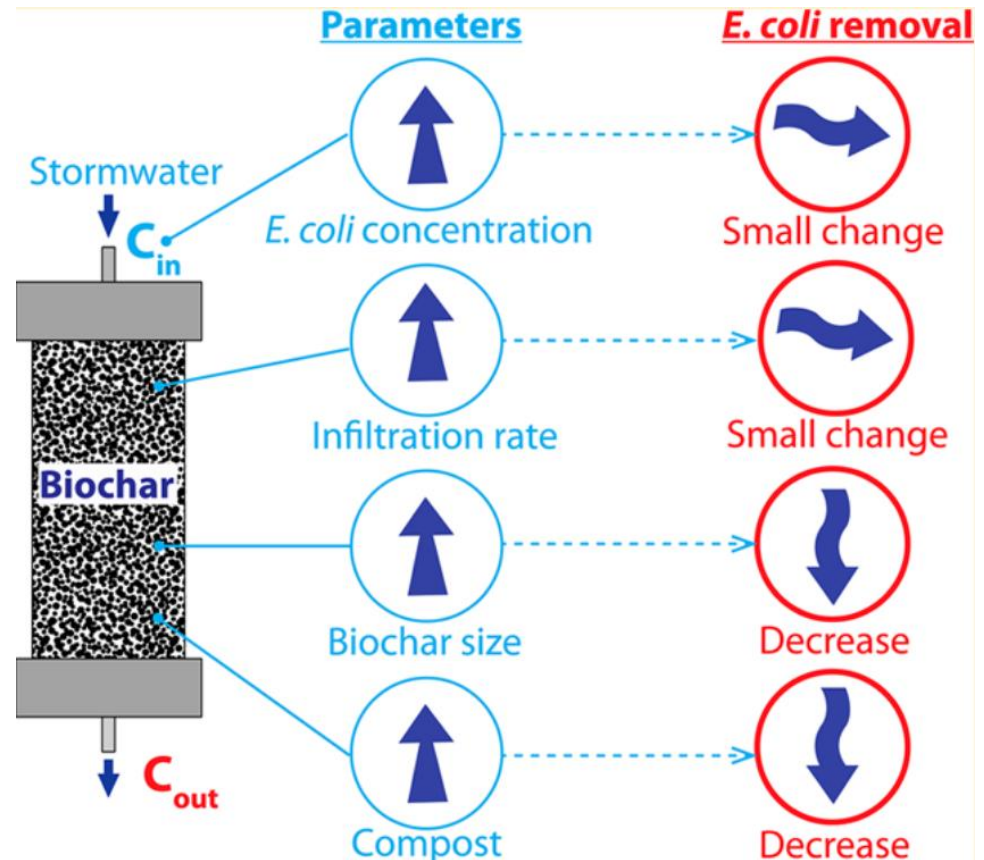 Parameters
E. coli removal
Stormwater
Cin
E. coli concentration
Small change
Infiltration rate
Small change
Biochar
Biochar size
Decrease
Cout
Compost
Decrease